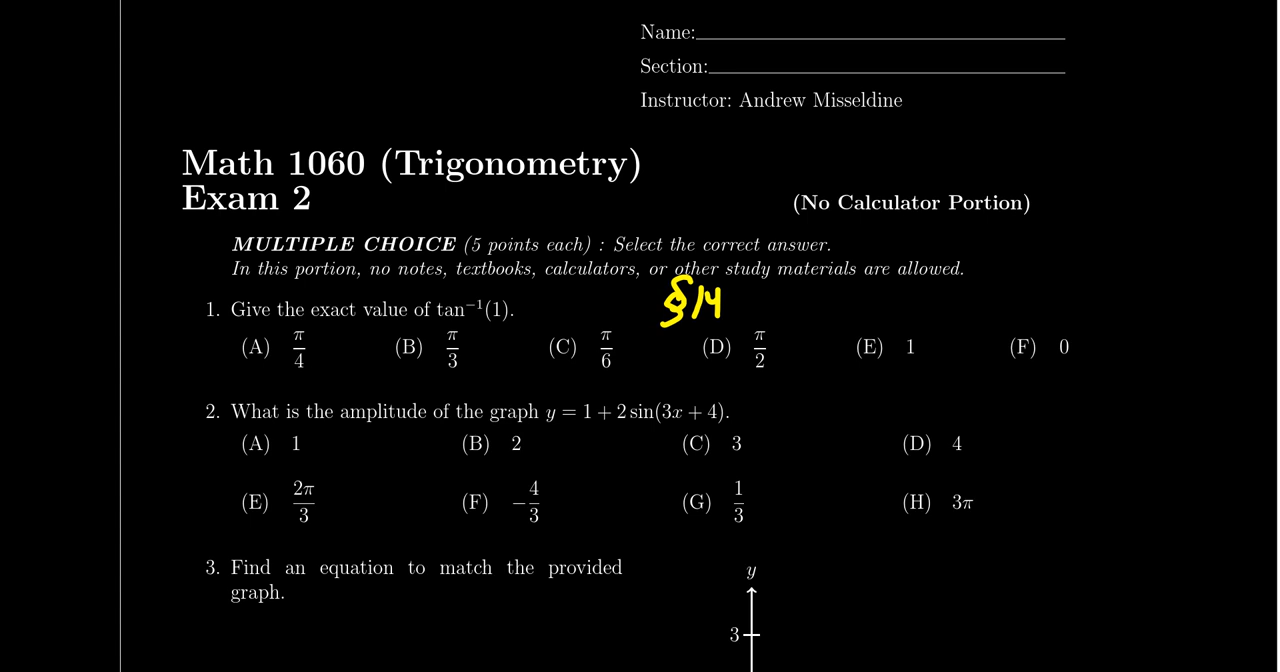 Name:
Section:
Instructor: Andrew Misseldine
Math 1060 (Trigonometry)
Exam 2
(No Calculator Portion)
MULTIPLE CHOICE (5 points each) : Select the correct answer.
In this portion, no notes, textbooks, calculators, or other study materials are allowed.
§14
1. Give the exact value of tan⁻¹(1).
(A) π/4 (B) π/3 (C) π/6 (D) π/2 (E) 1 (F) 0
2. What is the amplitude of the graph y = 1 + 2 sin(3x + 4).
(A) 1 (B) 2 (C) 3 (D) 4
(E) 2π/3 (F) −4/3 (G) 1/3 (H) 3π
3. Find an equation to match the provided
graph.
y
3